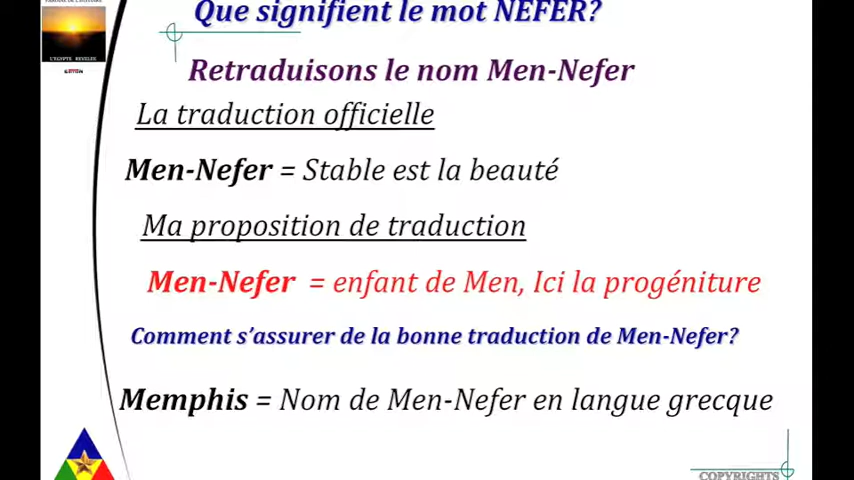 Que signifient le mot NEFER?
Retraduisons le nom Men-Nefer
La traduction officielle
Men-Nefer = Stable est la beauté
Ma proposition de traduction
Men-Nefer = enfant de Men, Ici la progéniture
Comment s'assurer de la bonne traduction de Men-Nefer?
Memphis = Nom de Men-Nefer en langue grecque
COPYRIGHTS
L'EGYPTE REVELEE